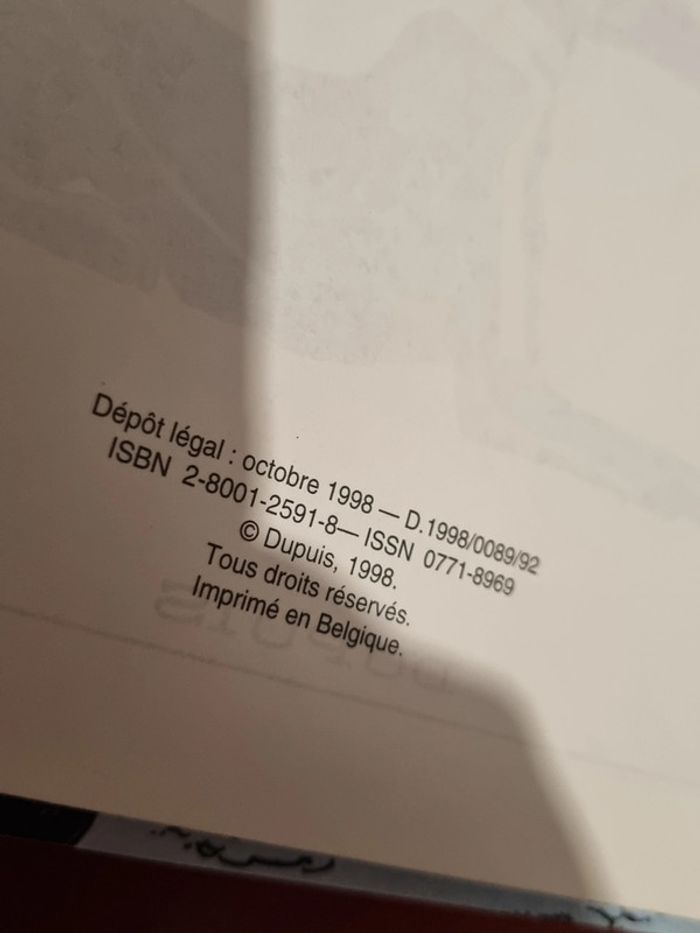 Dépôt légal : octobre 1998 — D.1998/0089/92
ISBN 2-8001-2591-8— ISSN 0771-8969
© Dupuis, 1998.
Tous droits réservés.
Imprimé en Belgique.